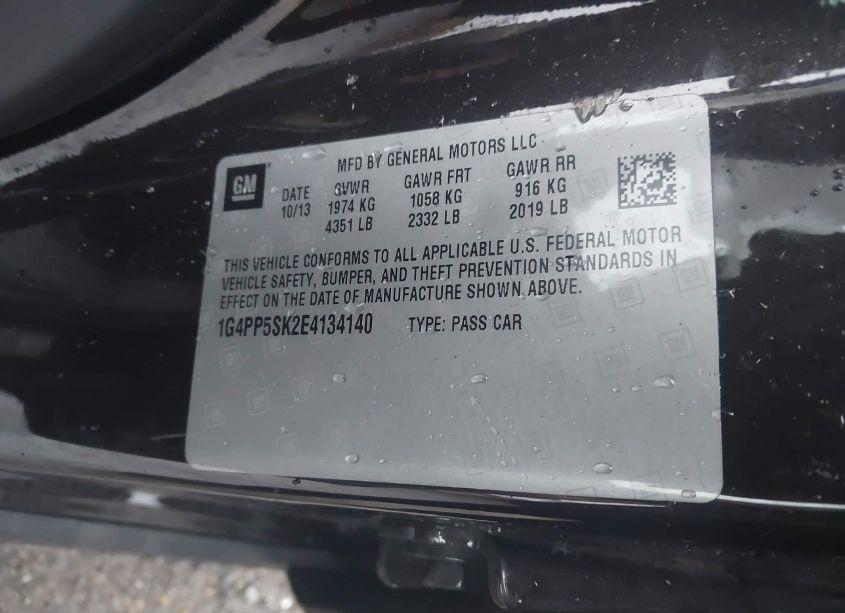 GM
MFD BY GENERAL MOTORS LLC
DATE GVWR GAWR FRT GAWR RR
10/13 1974 KG 1058 KG 916 KG
4351 LB 2332 LB 2019 LB
THIS VEHICLE CONFORMS TO ALL APPLICABLE U.S. FEDERAL MOTOR
VEHICLE SAFETY, BUMPER, AND THEFT PREVENTION STANDARDS IN
EFFECT ON THE DATE OF MANUFACTURE SHOWN ABOVE.
1G4PP5SK2E4134140 TYPE: PASS CAR